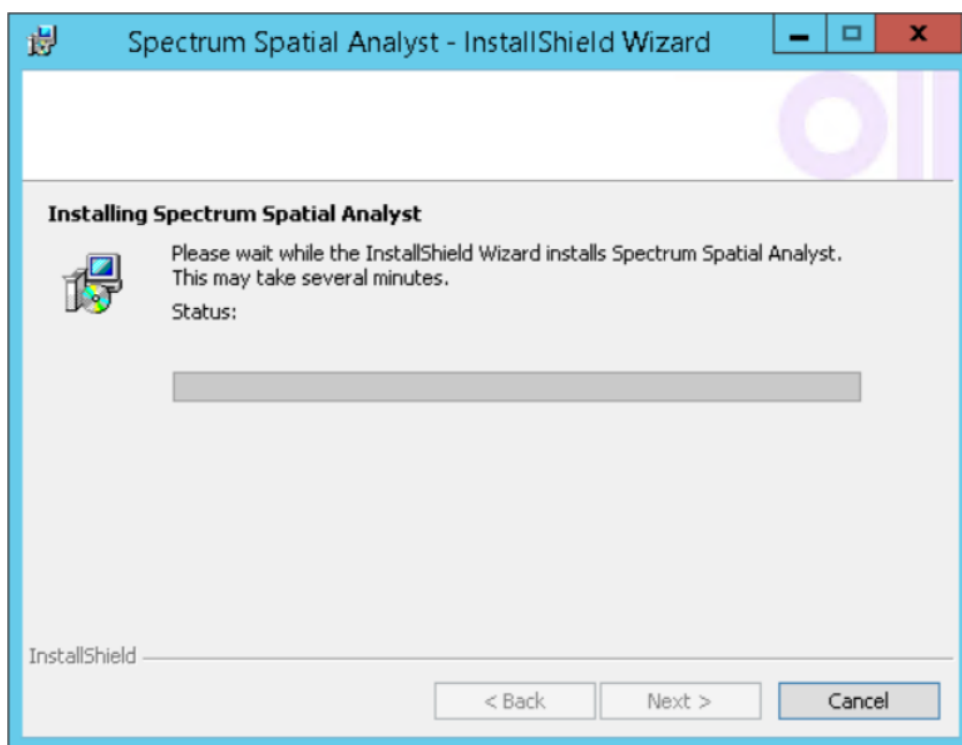 Spectrum Spatial Analyst - InstallShield Wizard
Installing Spectrum Spatial Analyst
Please wait while the InstallShield Wizard installs Spectrum Spatial Analyst.
This may take several minutes.
Status:
InstallShield
< Back
Next >
Cancel